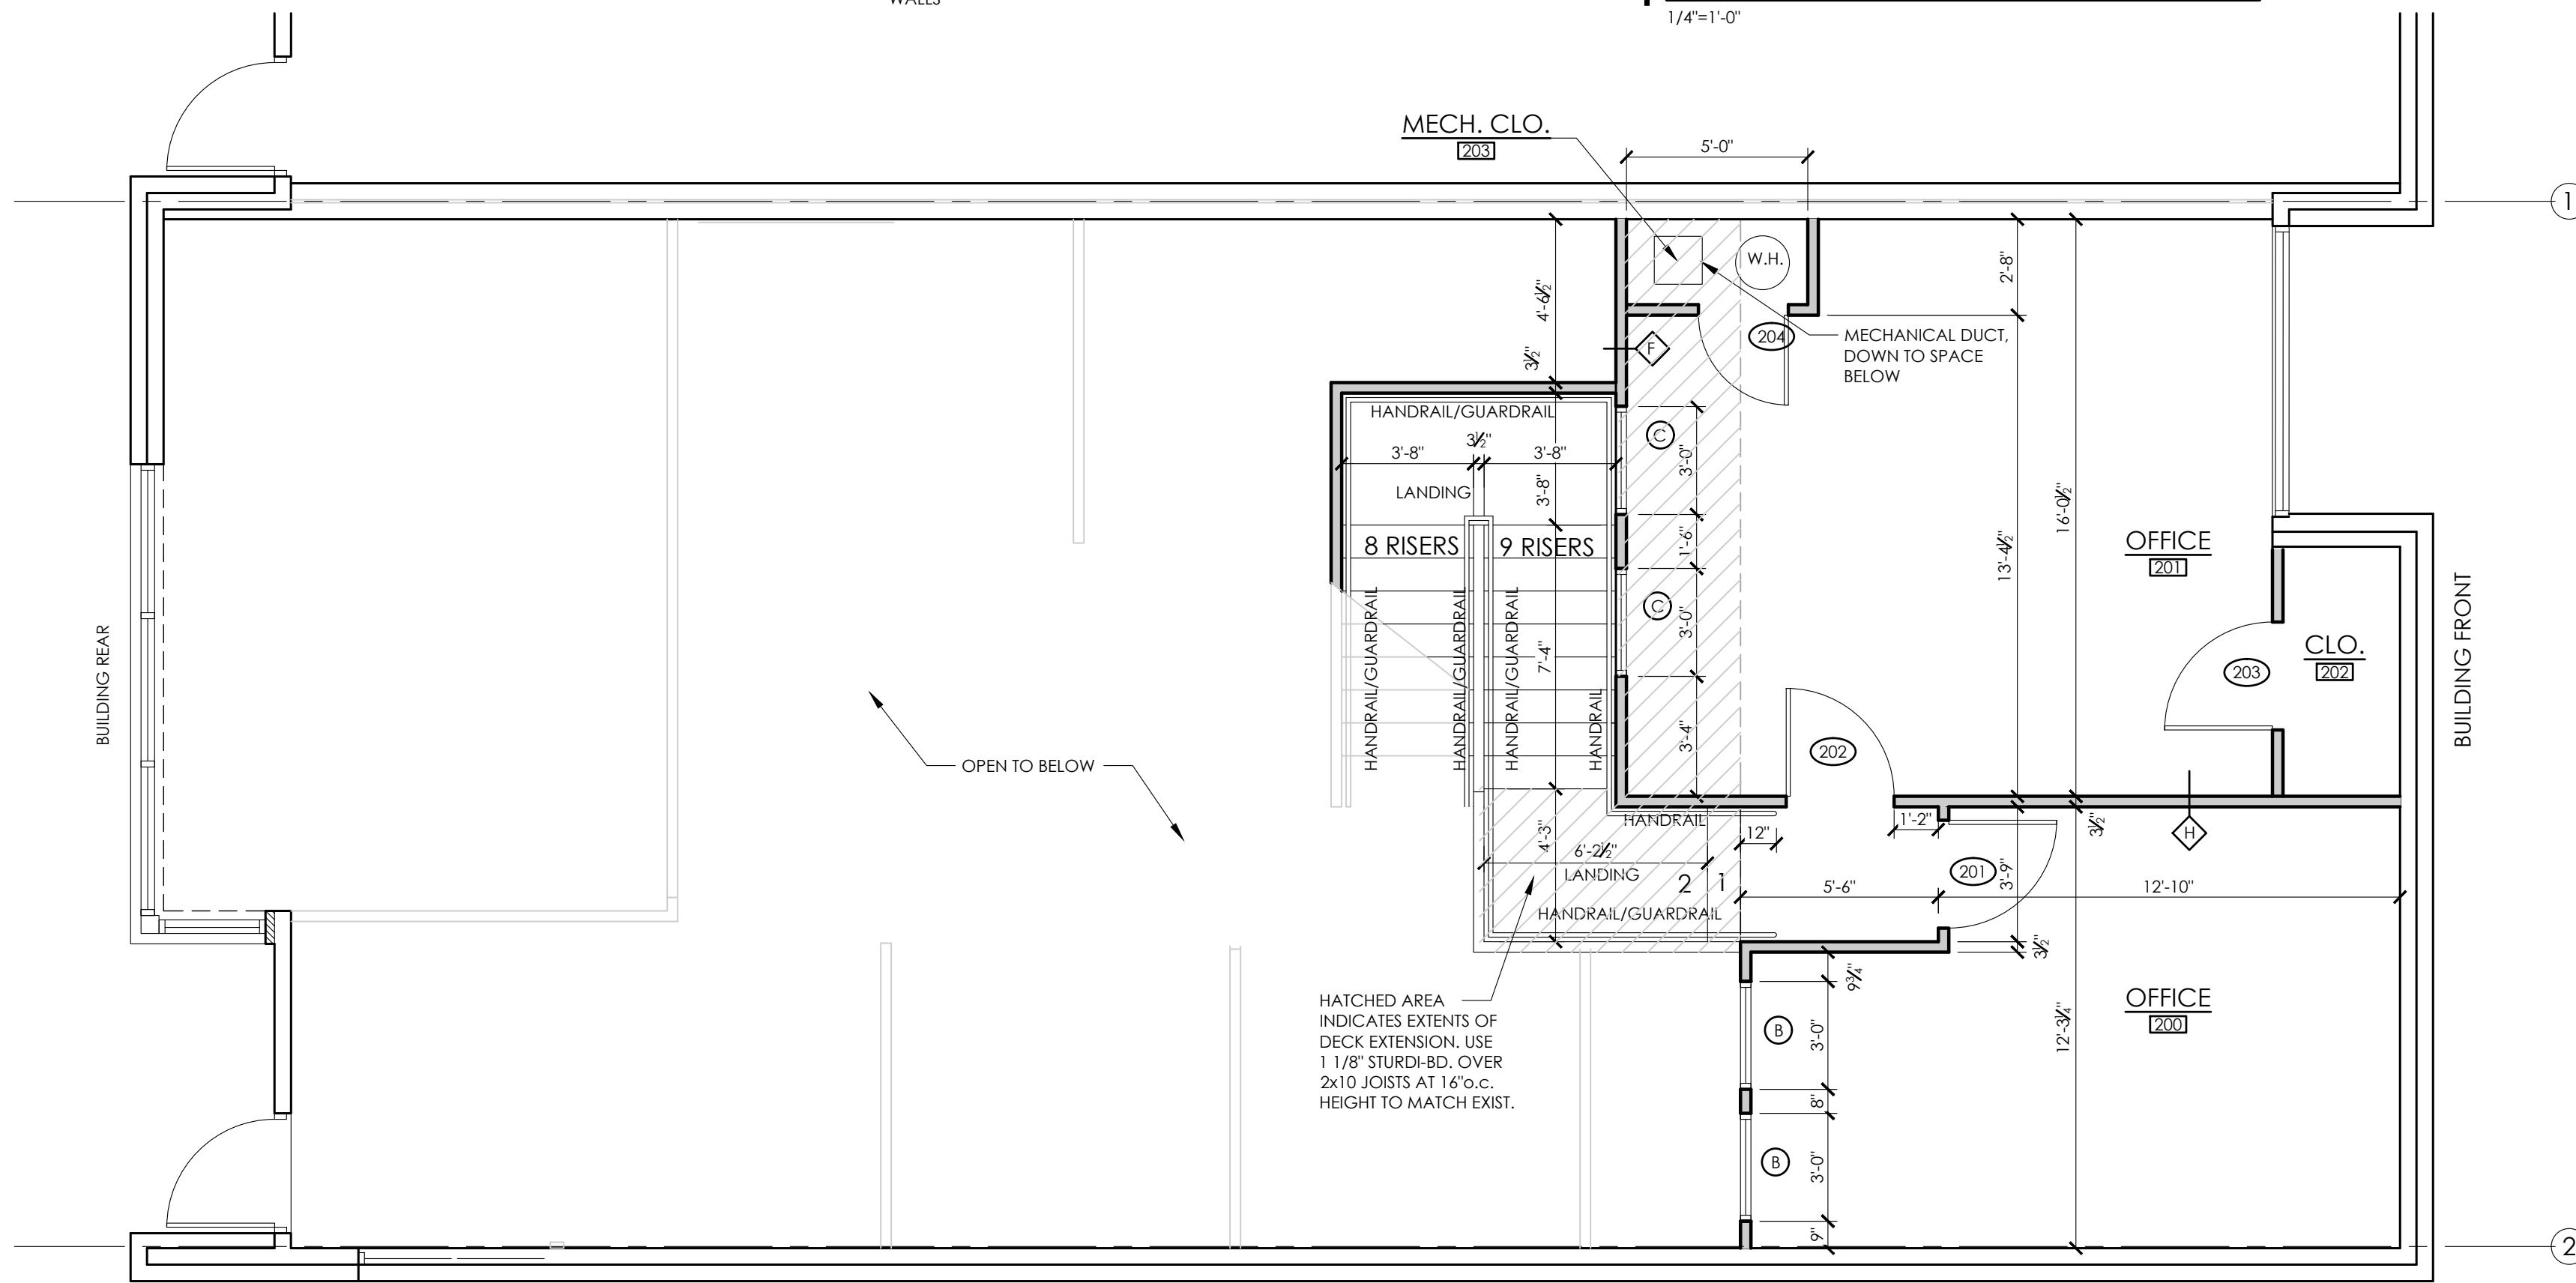 WALLS
1/4"=1'-0"
MECH. CLO.
203
5'-0"
1
W.H.
2'-8"
4'-6½"
3½"
F
204
MECHANICAL DUCT,
DOWN TO SPACE
BELOW
HANDRAIL/GUARDRAIL
3½"
3'-8"
3'-8"
C
3'-0"
LANDING
3'-8"
16'-0½"
8 RISERS
9 RISERS
1'-6"
13'-4½"
OFFICE
201
C
3'-0"
HANDRAIL/GUARDRAIL
HANDRAIL/GUARDRAIL
HANDRAIL/GUARDRAIL
HANDRAIL
7'-4"
3'-4"
BUILDING REAR
BUILDING FRONT
CLO.
202
203
202
OPEN TO BELOW
HANDRAIL
12"
1'-2"
3½"
H
4'-3"
6'-2½"
LANDING
2
1
201
3'-9"
5'-6"
12'-10"
HANDRAIL/GUARDRAIL
3½"
9¾"
HATCHED AREA
INDICATES EXTENTS OF
DECK EXTENSION. USE
1 1/8" STURDI-BD. OVER
2x10 JOISTS AT 16"o.c.
HEIGHT TO MATCH EXIST.
OFFICE
200
B
3'-0"
12'-3¼"
8"
B
3'-0"
9"
2